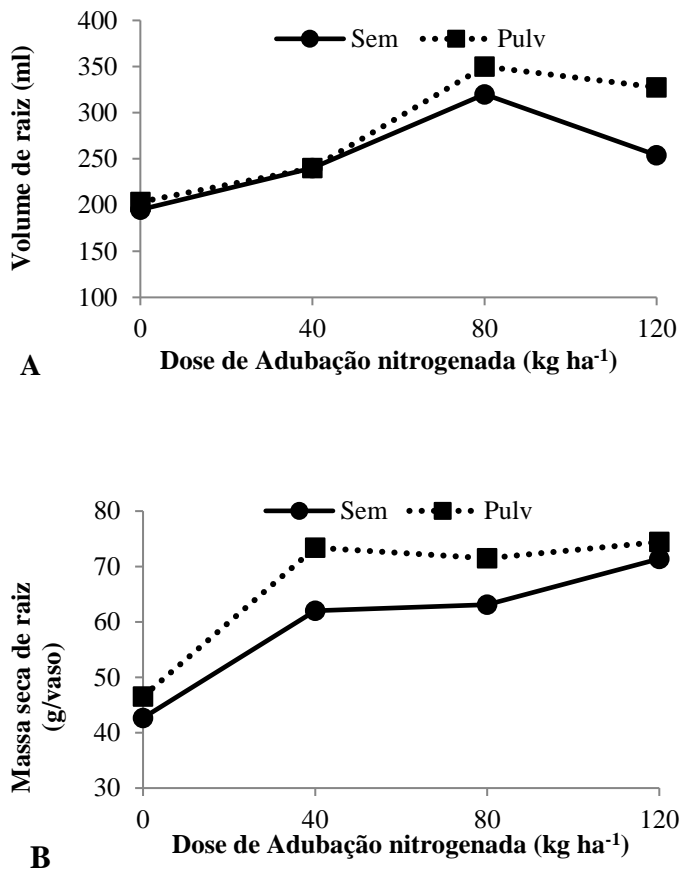 400
350
300
250
200
150
100
Volume de raiz (ml)
Sem Pulv
0 40 80 120
Dose de Adubação nitrogenada (kg ha⁻¹)
A
80
70
60
50
40
30
Massa seca de raiz
(g/vaso)
Sem Pulv
0 40 80 120
Dose de Adubação nitrogenada (kg ha⁻¹)
B